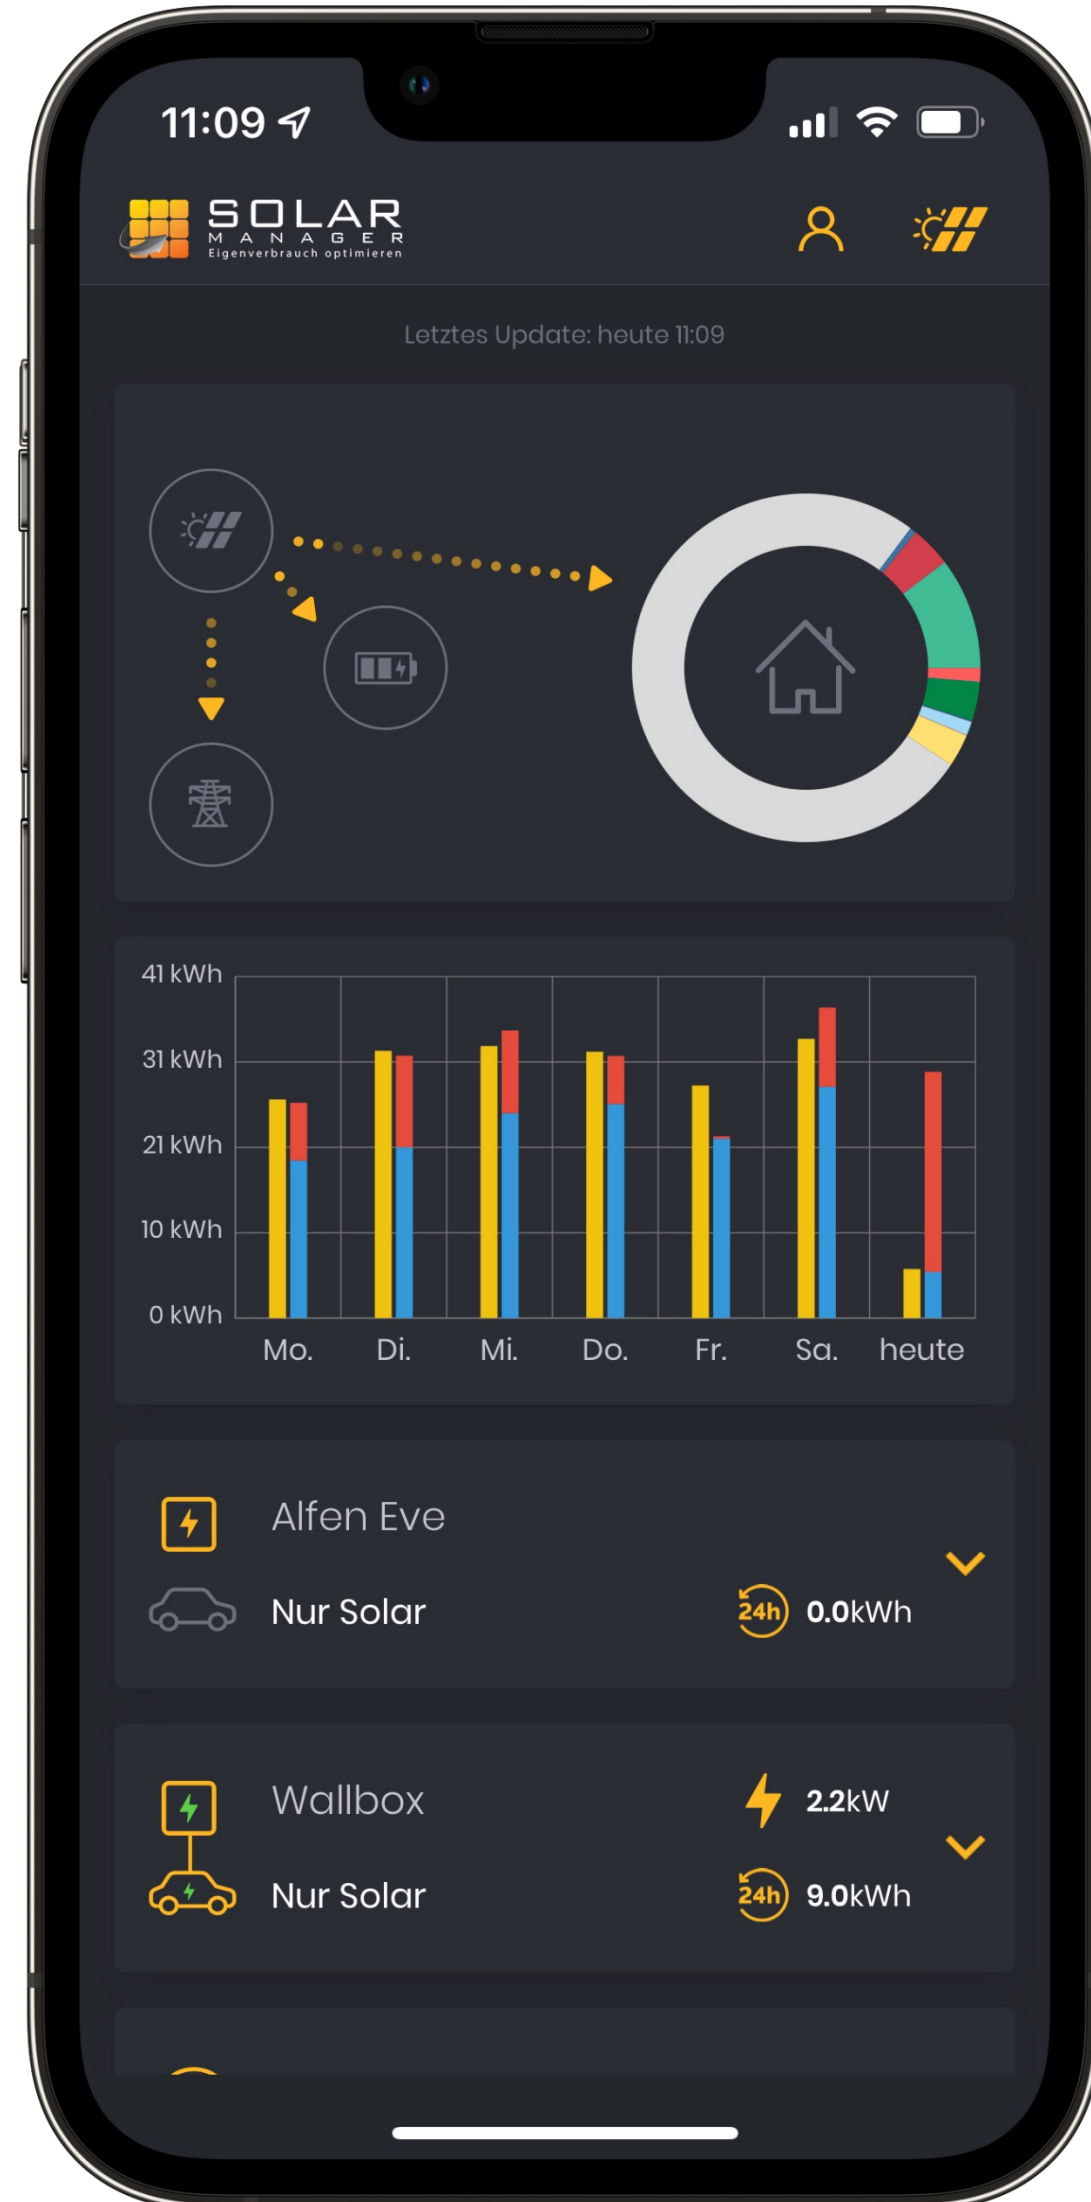 11:09
SOLAR
MANAGER
Eigenverbrauch optimieren
Letztes Update: heute 11:09
41 kWh
31 kWh
21 kWh
10 kWh
0 kWh
Mo. Di. Mi. Do. Fr. Sa. heute
Alfen Eve
Nur Solar 24h 0.0kWh
Wallbox 2.2kW
Nur Solar 24h 9.0kWh